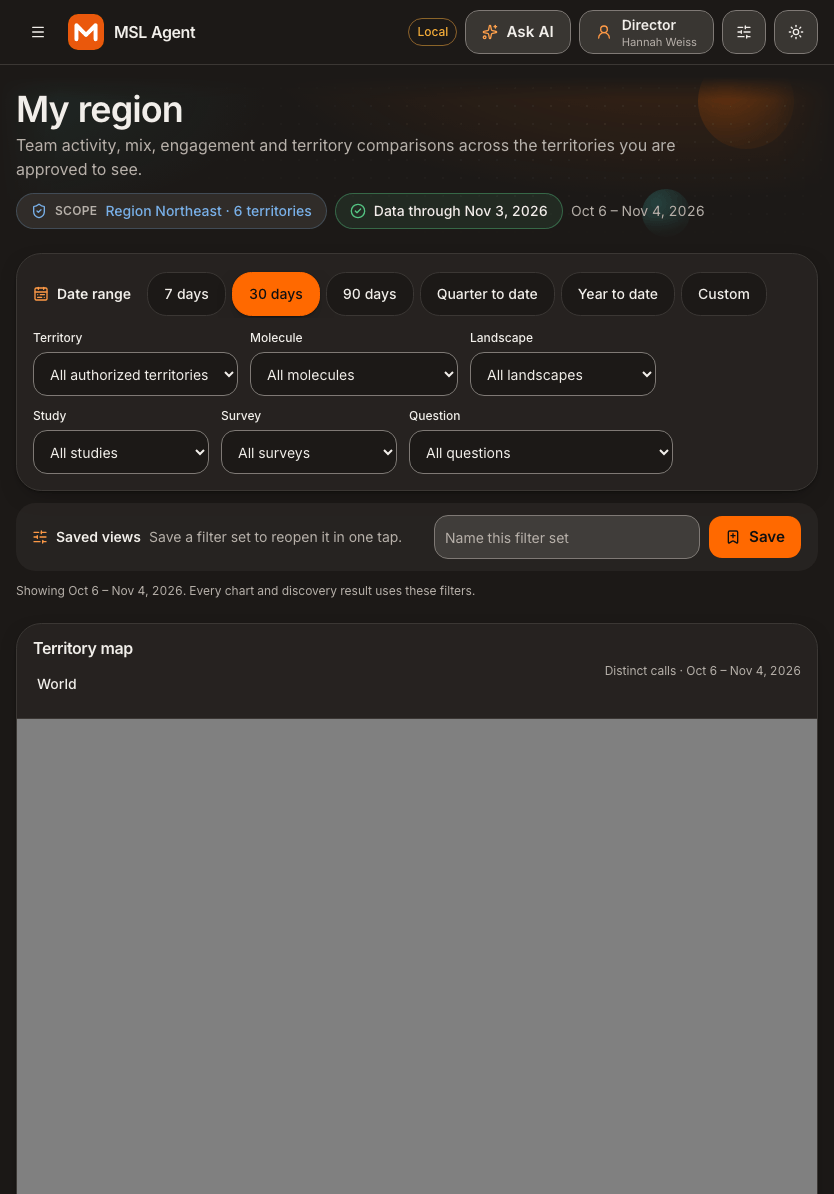 MSL Agent
Local
Ask AI
Director
Hannah Weiss
My region
Team activity, mix, engagement and territory comparisons across the territories you are
approved to see.
SCOPE Region Northeast · 6 territories
Data through Nov 3, 2026
Oct 6 – Nov 4, 2026
Date range
7 days
30 days
90 days
Quarter to date
Year to date
Custom
Territory
Molecule
Landscape
All authorized territories
All molecules
All landscapes
Study
Survey
Question
All studies
All surveys
All questions
Saved views Save a filter set to reopen it in one tap.
Name this filter set
Save
Showing Oct 6 – Nov 4, 2026. Every chart and discovery result uses these filters.
Territory map
Distinct calls · Oct 6 – Nov 4, 2026
World